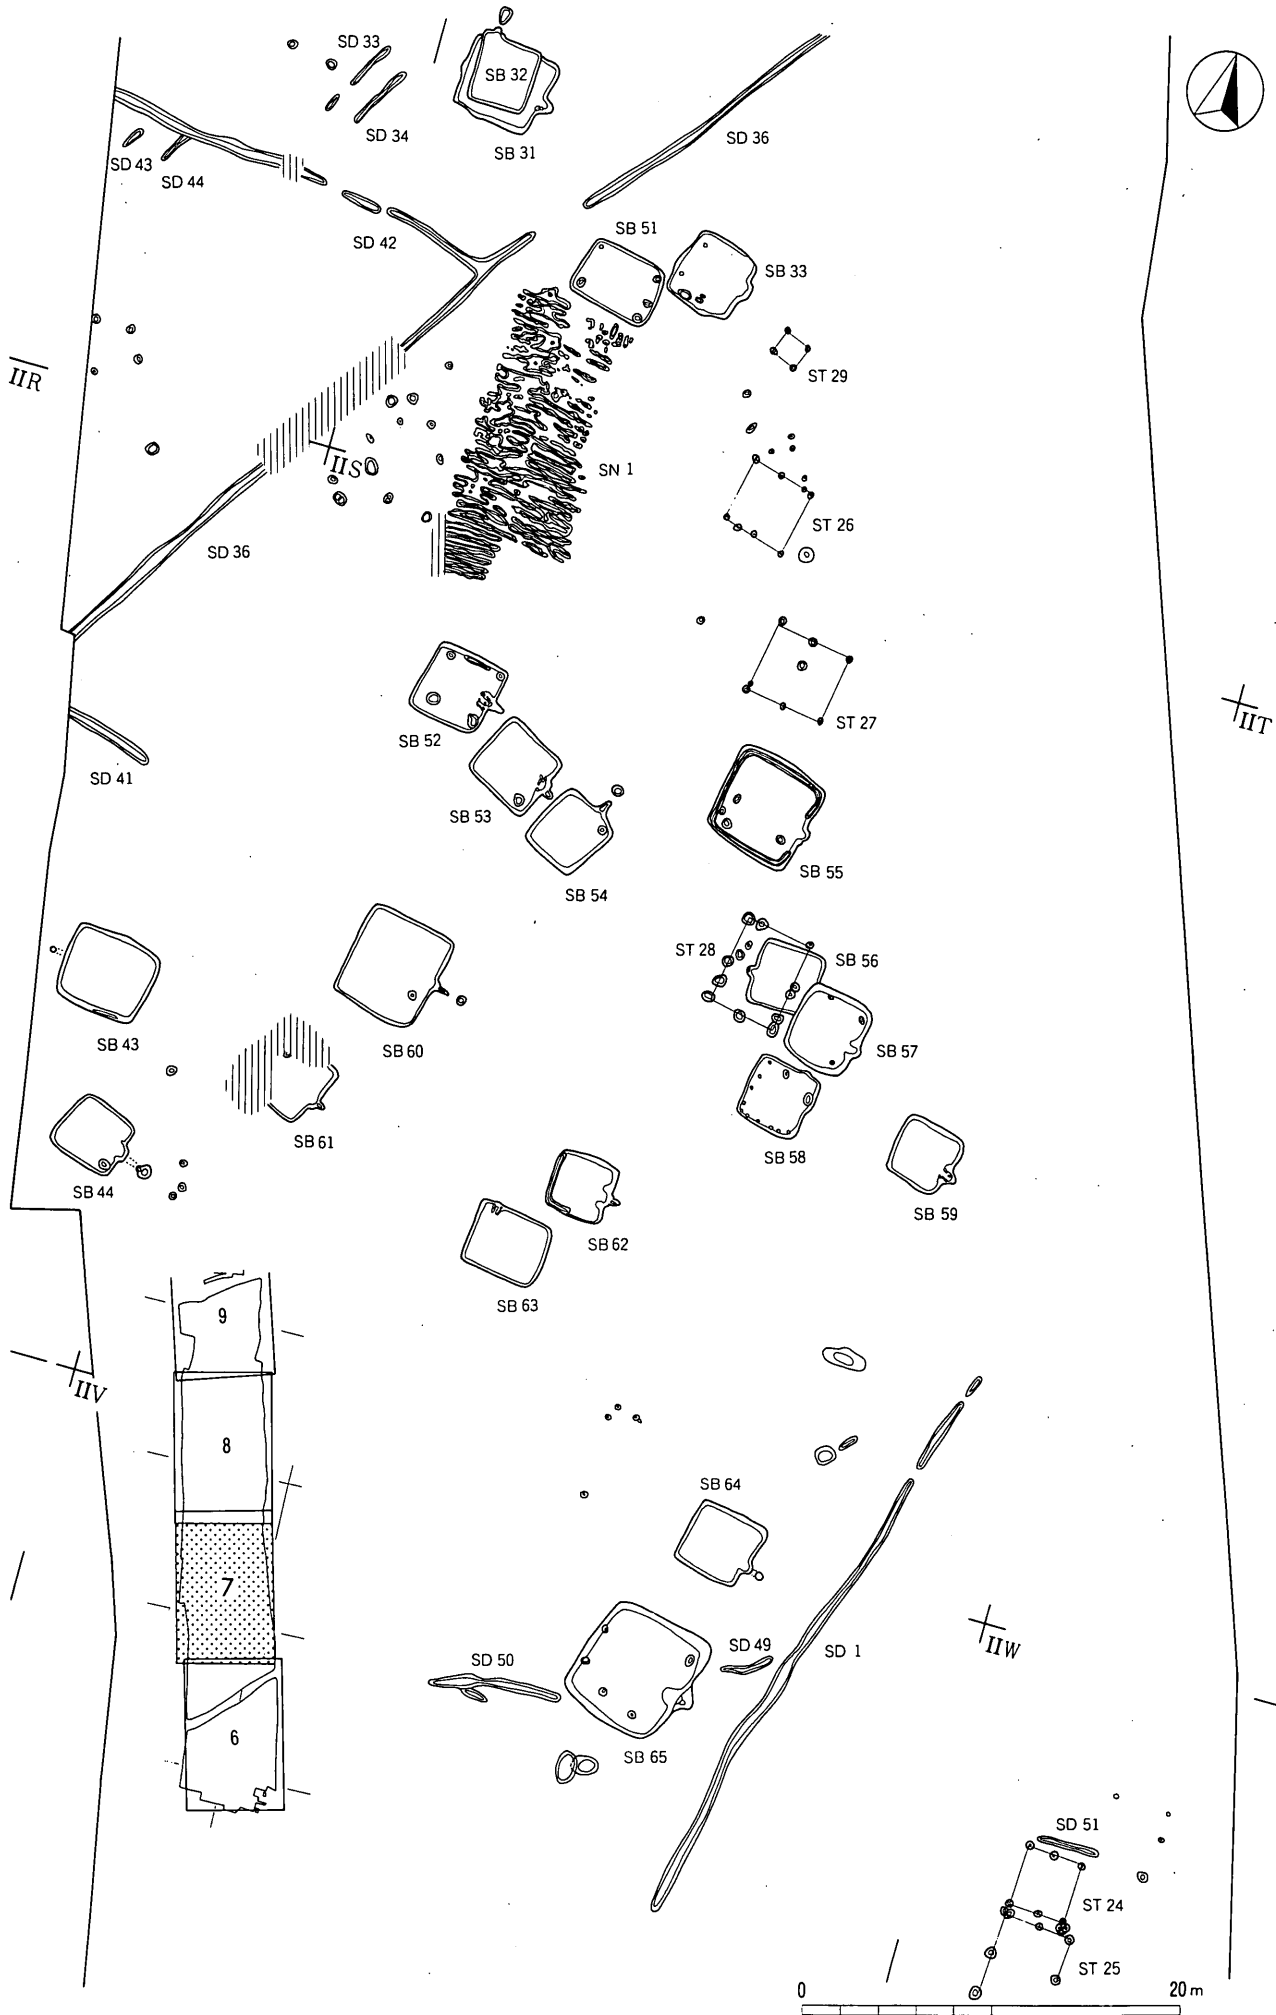 SD 33
SB 32
SD 34
SB 31
SD 36
SD 43
SD 44
SB 51
SD 42
SB 33
IIR
ST 29
IIS
SN 1
ST 26
SD 36
IIT
ST 27
SB 52
SD 41
SB 53
SB 55
SB 54
ST 28
SB 56
SB 43
SB 60
SB 57
SB 61
SB 58
SB 44
SB 59
SB 62
SB 63
9
IIV
8
SB 64
7
IIW
SD 49
SD 1
SD 50
6
SB 65
SD 51
ST 24
ST 25
0 20m